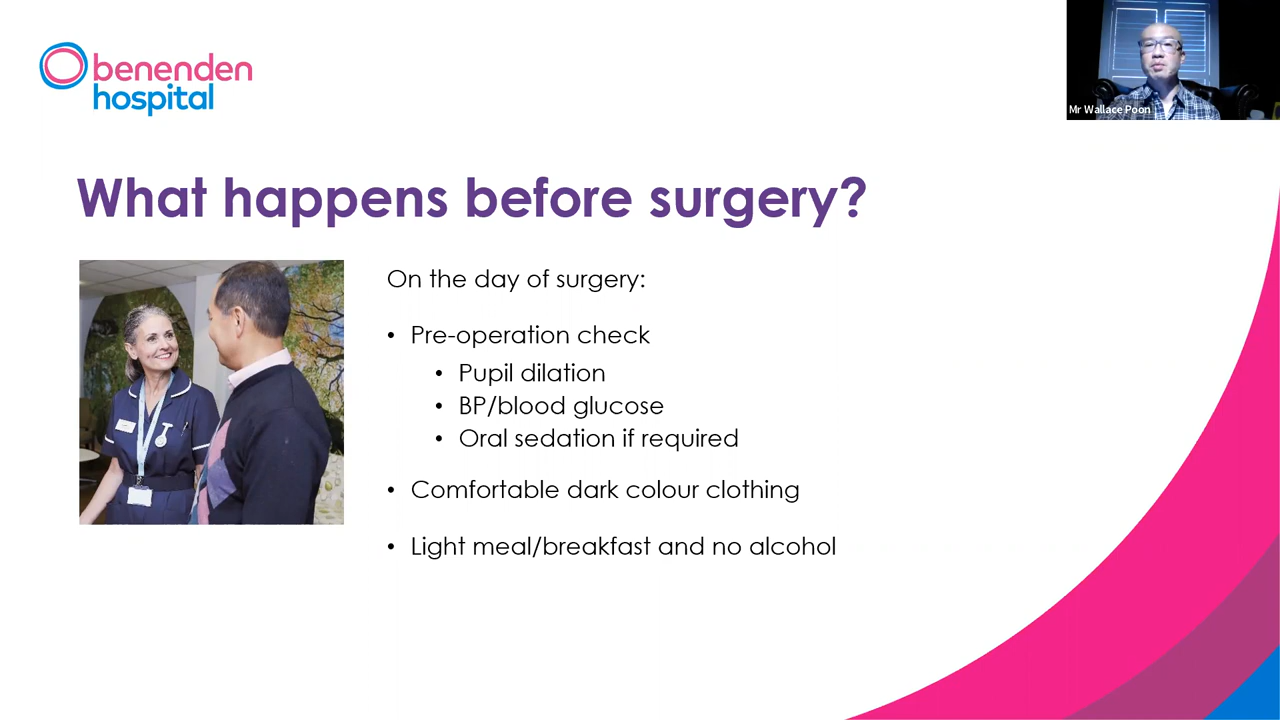 benenden
hospital
Mr Wallace Poon
What happens before surgery?
On the day of surgery:
• Pre-operation check
• Pupil dilation
• BP/blood glucose
• Oral sedation if required
• Comfortable dark colour clothing
• Light meal/breakfast and no alcohol